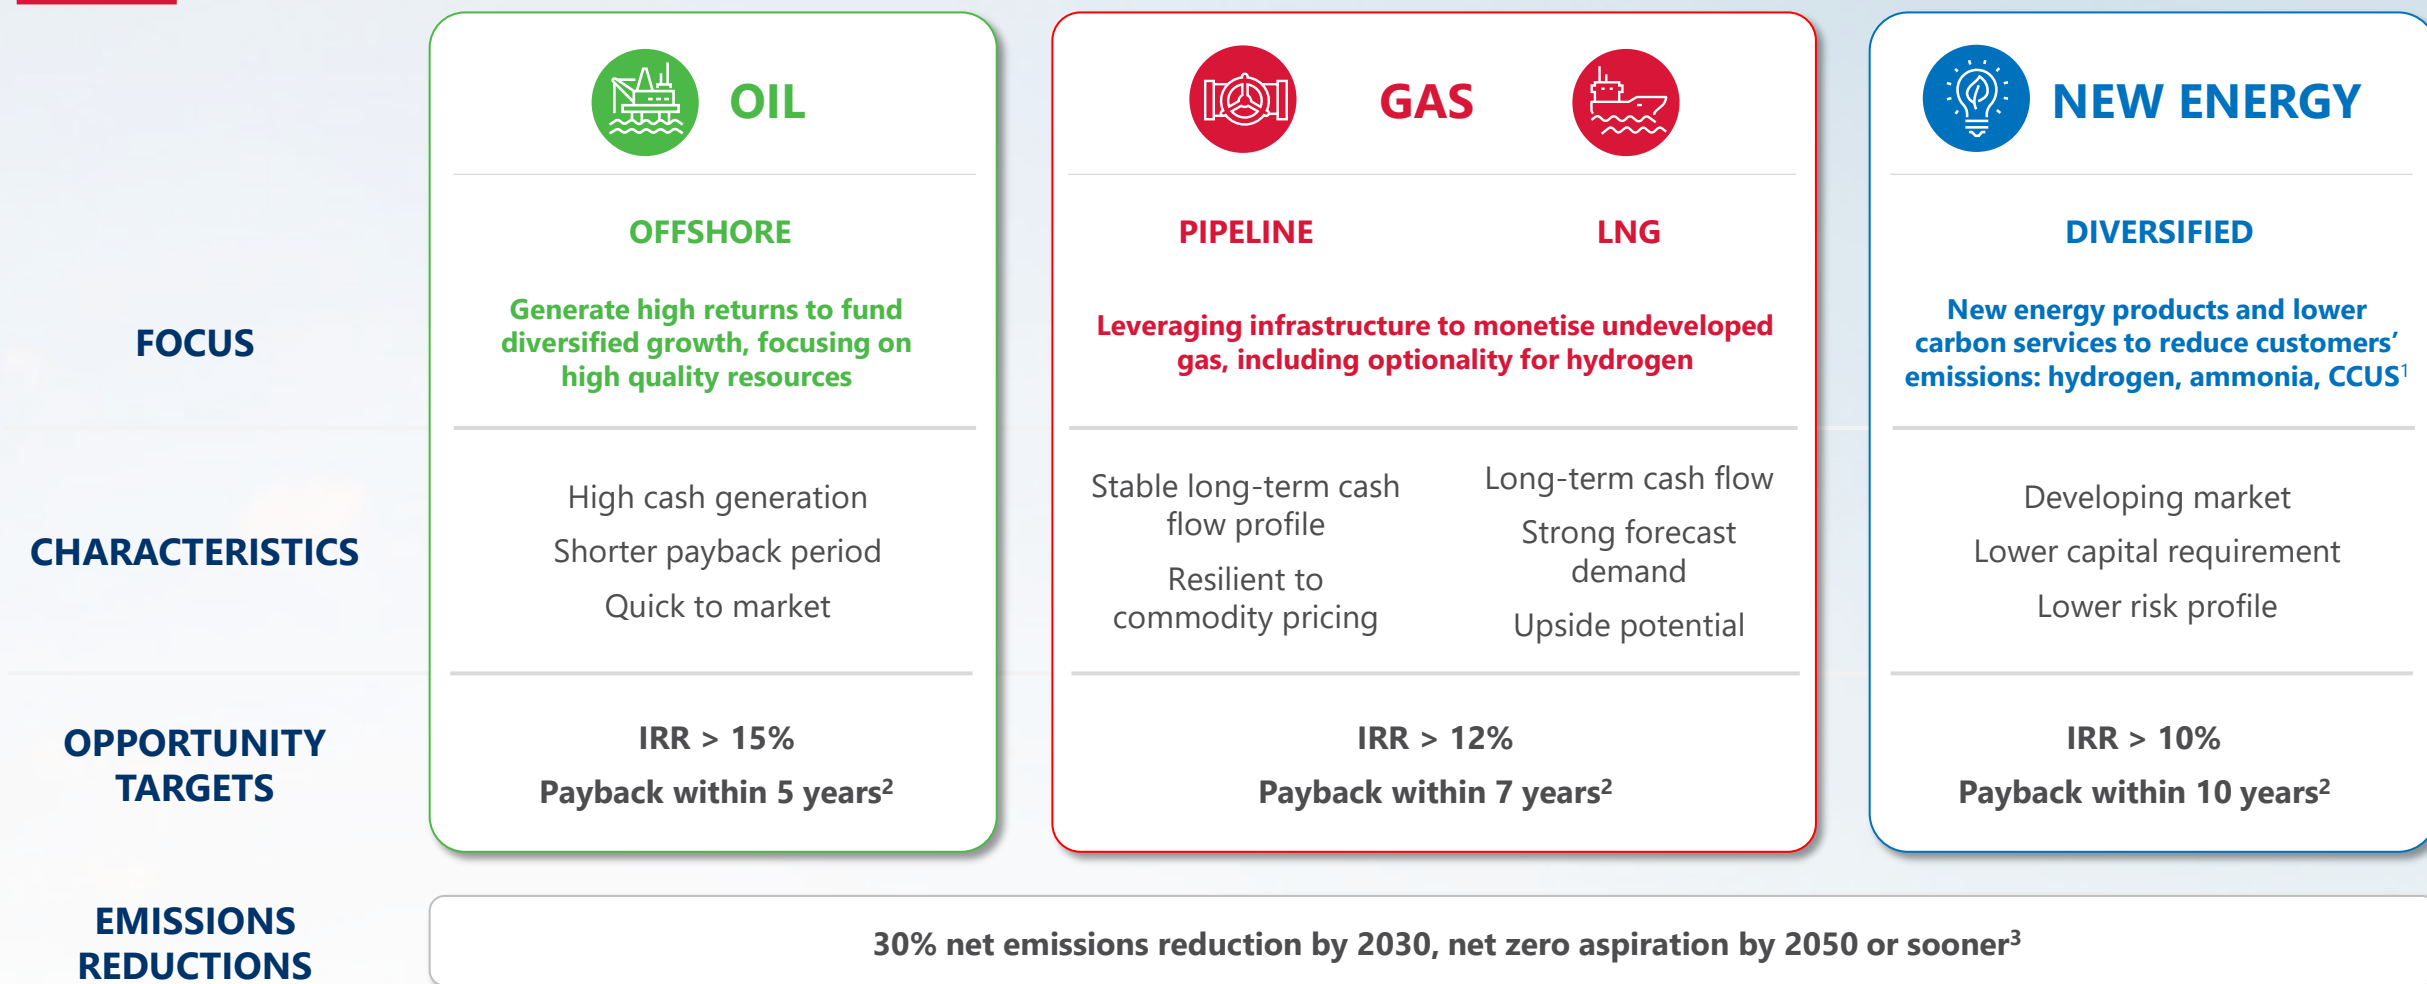 OIL
GAS
NEW ENERGY
OFFSHORE
PIPELINE
LNG
DIVERSIFIED
FOCUS
Generate high returns to fund
diversified growth, focusing on
high quality resources
Leveraging infrastructure to monetise undeveloped
gas, including optionality for hydrogen
New energy products and lower
carbon services to reduce customers’
emissions: hydrogen, ammonia, CCUS¹
CHARACTERISTICS
High cash generation
Shorter payback period
Quick to market
Stable long-term cash
flow profile
Resilient to
commodity pricing
Long-term cash flow
Strong forecast
demand
Upside potential
Developing market
Lower capital requirement
Lower risk profile
OPPORTUNITY
TARGETS
IRR > 15%
Payback within 5 years²
IRR > 12%
Payback within 7 years²
IRR > 10%
Payback within 10 years²
EMISSIONS
REDUCTIONS
30% net emissions reduction by 2030, net zero aspiration by 2050 or sooner³